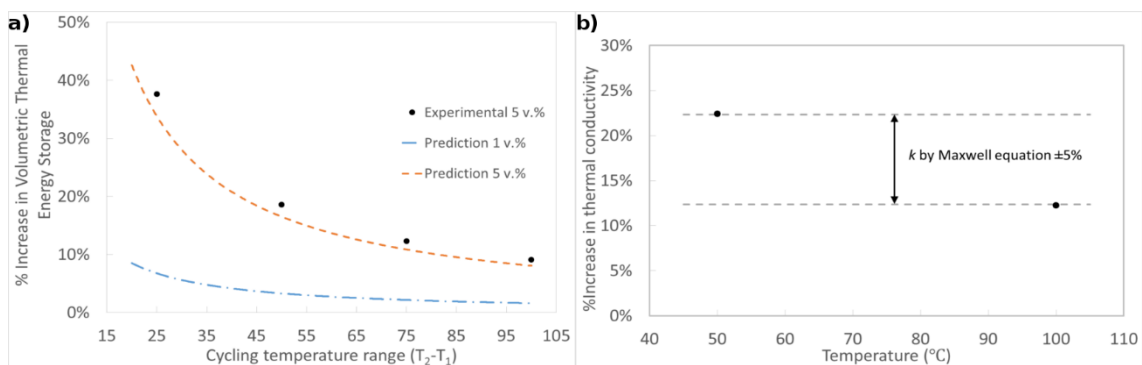 a)
% Increase in Volumetric Thermal
Energy Storage
50%
40%
30%
20%
10%
0%
Experimental 5 v.%
Prediction 1 v.%
Prediction 5 v.%
15 25 35 45 55 65 75 85 95 105
Cycling temperature range (T₂-T₁)
b)
%Increase in thermal conductivity
30%
25%
20%
15%
10%
5%
0%
k by Maxwell equation ±5%
40 50 60 70 80 90 100 110
Temperature (℃)